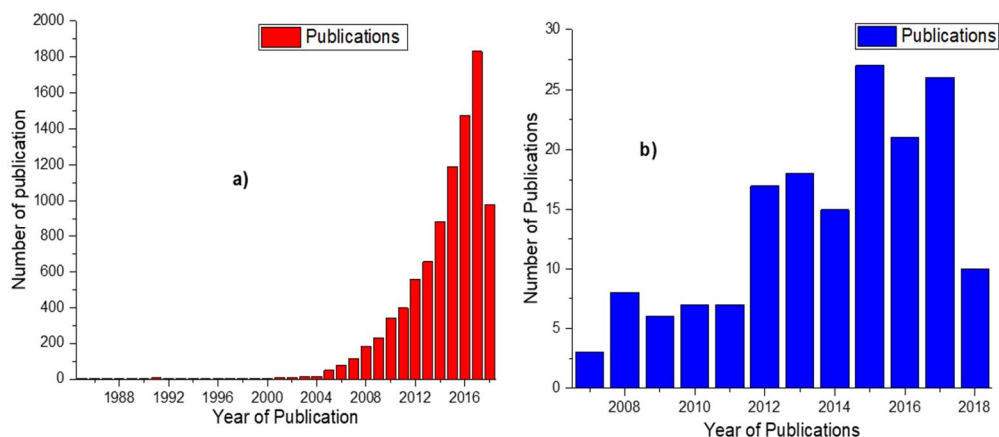 Publications
2000
1800
1600
1400
1200
1000
800
600
400
200
0
Number of publication
a)
1988 1992 1996 2000 2004 2008 2012 2016
Year of Publication
Publications
30
25
20
15
10
5
0
Number of Publications
b)
2008 2010 2012 2014 2016 2018
Year of Publications